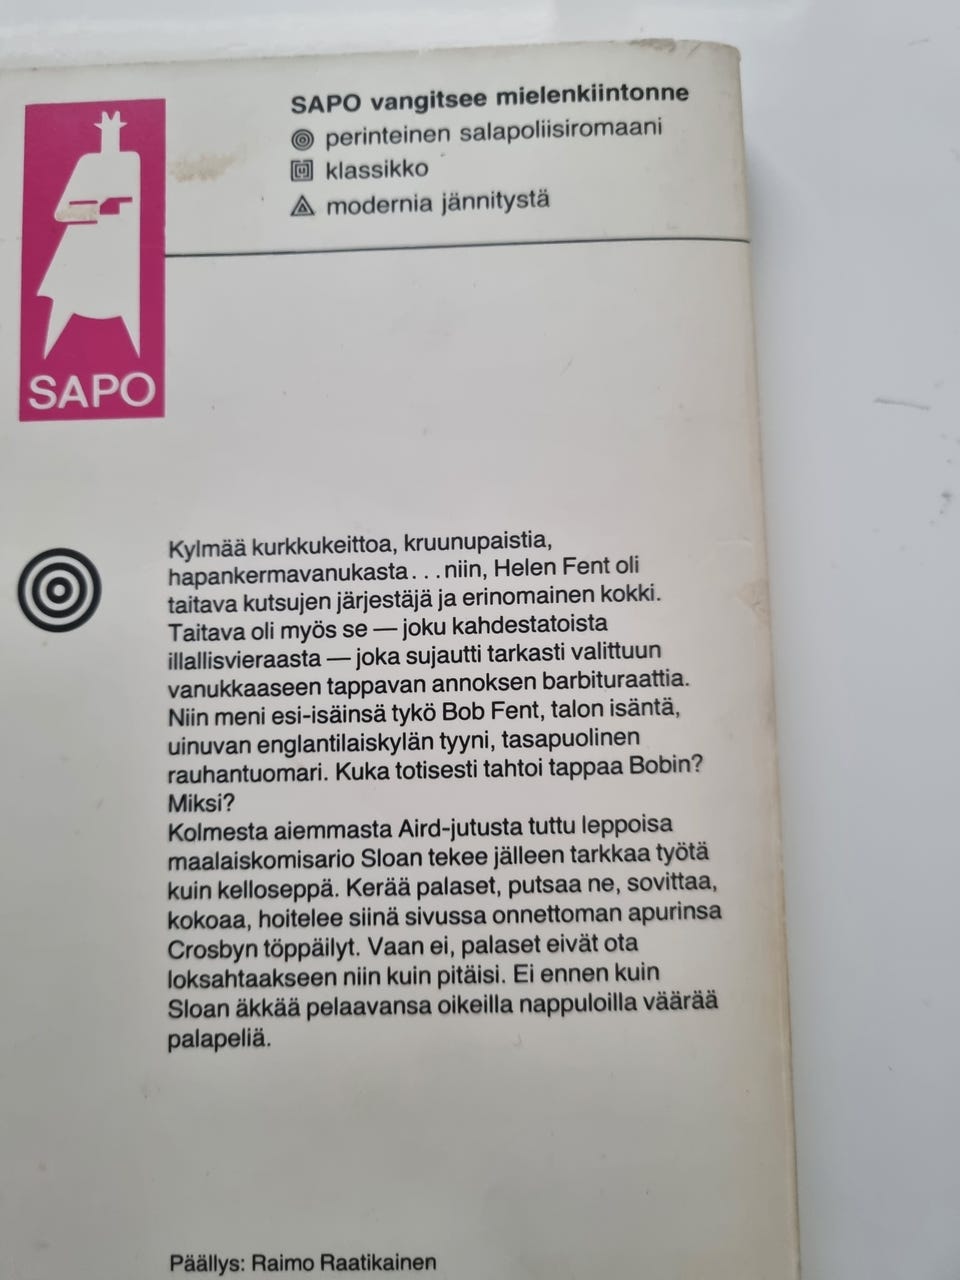 SAPO vangitsee mielenkiintonne
perinteinen salapoliisiromaani
klassikko
modernia jännitystä
SAPO
Kylmää kurkkukeittoa, kruunupaistia,
hapankermavanukasta...niin, Helen Fent oli
taitava kutsujen järjestäjä ja erinomainen kokki.
Taitava oli myös se — joku kahdestatoista
illallisvieraasta — joka sujautti tarkasti valittuun
vanukkaaseen tappavan annoksen barbituraattia.
Niin meni esi-isäinsä tykö Bob Fent, talon isäntä,
uinuvan englantilaiskylän tyyni, tasapuolinen
rauhantuomari. Kuka totisesti tahtoi tappaa Bobin?
Miksi?
Kolmesta aiemmasta Aird-jutusta tuttu leppoisa
maalaiskomisario Sloan tekee jälleen tarkkaa työtä
kuin kelloseppä. Kerää palaset, putsaa ne, sovittaa,
kokoaa, hoitelee siinä sivussa onnettoman apurinsa
Crosbyn töppäilyt. Vaan ei, palaset eivät ota
loksahtaakseen niin kuin pitäisi. Ei ennen kuin
Sloan äkkää pelaavansa oikeilla nappuloilla väärää
palapeliä.
Päällys: Raimo Raatikainen